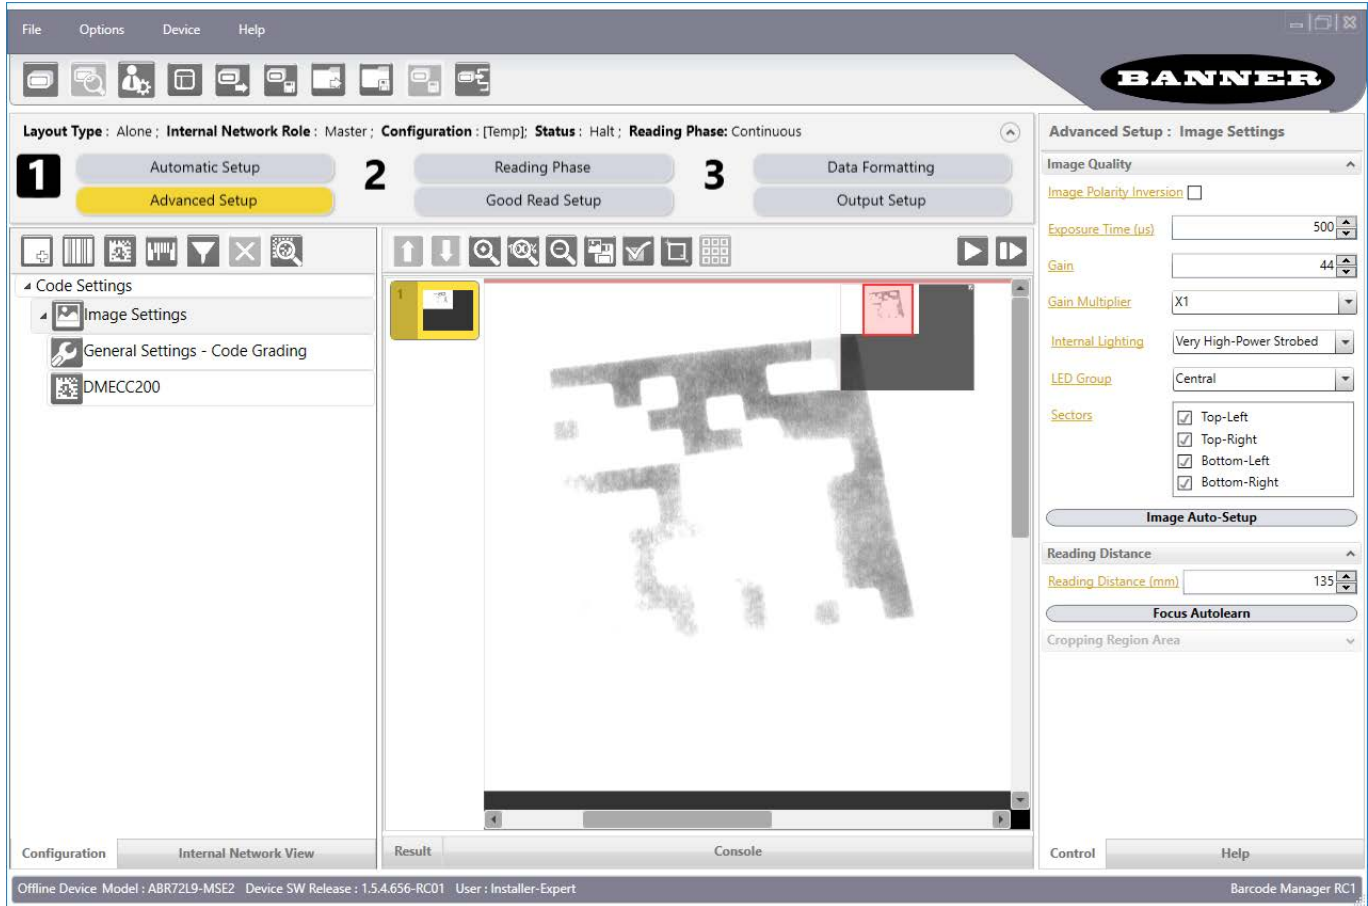 File Options Device Help
BANNER
Layout Type : Alone ; Internal Network Role : Master ; Configuration : [Temp]; Status : Halt ; Reading Phase: Continuous
1 Automatic Setup
Advanced Setup
2 Reading Phase
Good Read Setup
3 Data Formatting
Output Setup
100%
Code Settings
Image Settings
General Settings - Code Grading
DMECC200
1
Configuration Internal Network View
Result Console
Advanced Setup : Image Settings
Image Quality
Image Polarity Inversion
Exposure Time (µs) 500
Gain 44
Gain Multiplier X1
Internal Lighting Very High-Power Strobed
LED Group Central
Sectors Top-Left
Top-Right
Bottom-Left
Bottom-Right
Image Auto-Setup
Reading Distance
Reading Distance (mm) 135
Focus Autolearn
Cropping Region Area
Control Help
Offline Device Model : ABR72L9-MSE2 Device SW Release : 1.5.4.656-RC01 User : Installer-Expert Barcode Manager RC1